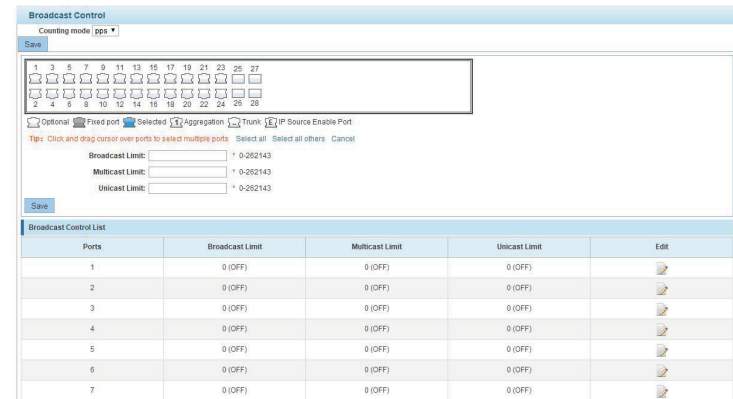 Broadcast Control
Counting mode pps
Save
1 3 5 7 9 11 13 15 17 19 21 23 25 27
2 4 6 8 10 12 14 16 18 20 22 24 26 28
Optional Fixed port Selected 1 Aggregation Trunk E IP Source Enable Port
Tip: Click and drag cursor over ports to select multiple ports Select all Select all others Cancel
Broadcast Limit: * 0-262143
Multicast Limit: * 0-262143
Unicast Limit: * 0-262143
Save
Broadcast Control List
Ports Broadcast Limit Multicast Limit Unicast Limit Edit
1 0 (OFF) 0 (OFF) 0 (OFF)
2 0 (OFF) 0 (OFF) 0 (OFF)
3 0 (OFF) 0 (OFF) 0 (OFF)
4 0 (OFF) 0 (OFF) 0 (OFF)
5 0 (OFF) 0 (OFF) 0 (OFF)
6 0 (OFF) 0 (OFF) 0 (OFF)
7 0 (OFF) 0 (OFF) 0 (OFF)